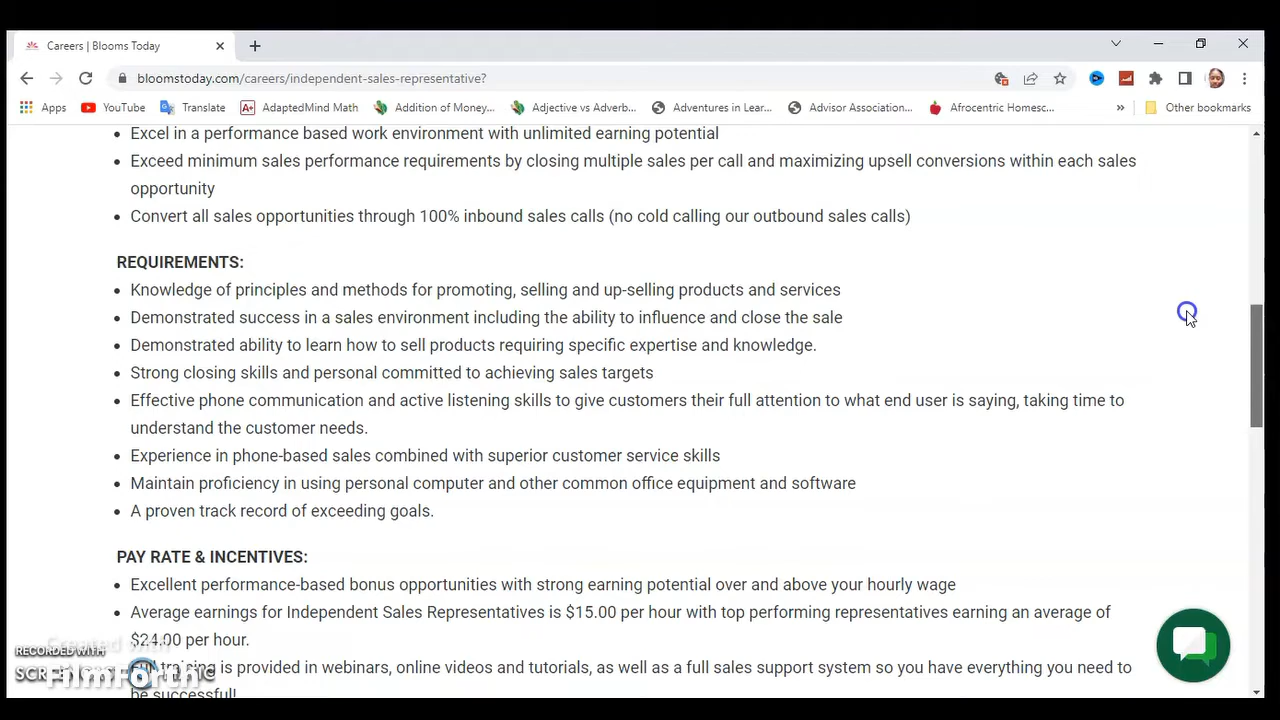 Careers | Blooms Today
bloomstoday.com/careers/independent-sales-representative?
Apps
YouTube
Translate
AdaptedMind Math
Addition of Money...
Adjective vs Adverb...
Adventures in Lear...
Advisor Association...
Afrocentric Homesc...
»
Other bookmarks
• Excel in a performance based work environment with unlimited earning potential
• Exceed minimum sales performance requirements by closing multiple sales per call and maximizing upsell conversions within each sales
opportunity
• Convert all sales opportunities through 100% inbound sales calls (no cold calling our outbound sales calls)
REQUIREMENTS:
• Knowledge of principles and methods for promoting, selling and up-selling products and services
• Demonstrated success in a sales environment including the ability to influence and close the sale
• Demonstrated ability to learn how to sell products requiring specific expertise and knowledge.
• Strong closing skills and personal committed to achieving sales targets
• Effective phone communication and active listening skills to give customers their full attention to what end user is saying, taking time to
understand the customer needs.
• Experience in phone-based sales combined with superior customer service skills
• Maintain proficiency in using personal computer and other common office equipment and software
• A proven track record of exceeding goals.
PAY RATE & INCENTIVES:
• Excellent performance-based bonus opportunities with strong earning potential over and above your hourly wage
• Average earnings for Independent Sales Representatives is $15.00 per hour with top performing representatives earning an average of
$24.00 per hour.
training is provided in webinars, online videos and tutorials, as well as a full sales support system so you have everything you need to
be successful!
Created with
RECORDED WITH
FilmForth